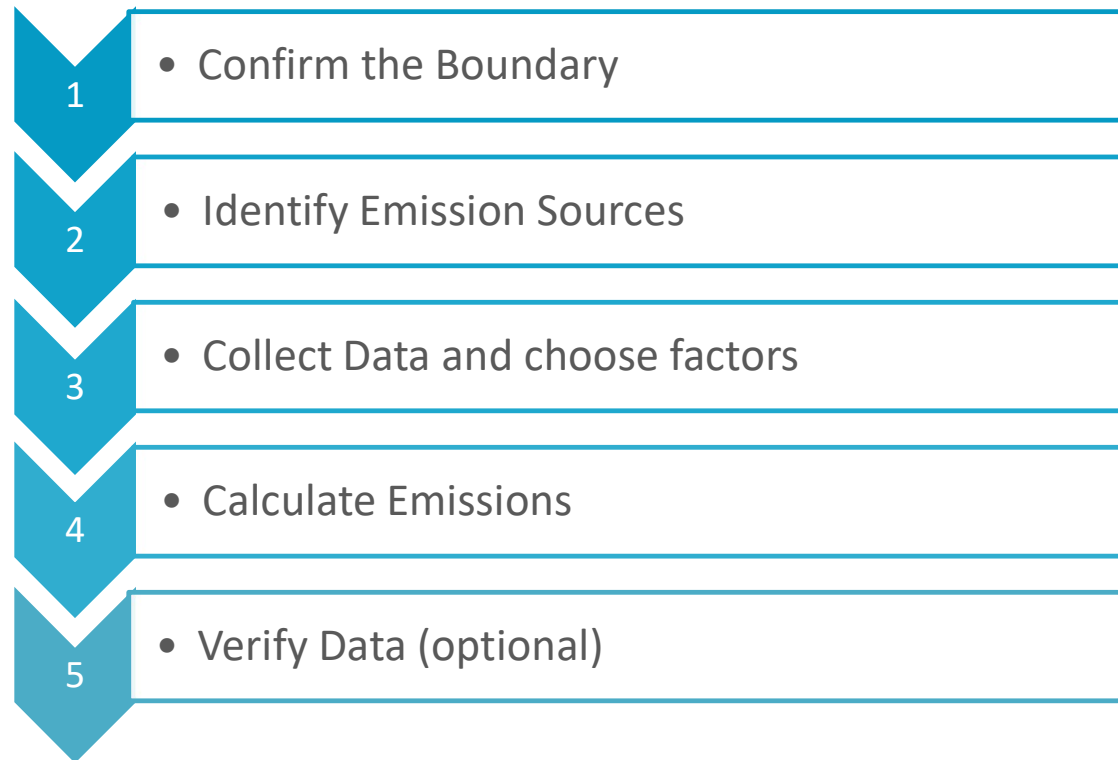 1
• Confirm the Boundary
2
• Identify Emission Sources
3
• Collect Data and choose factors
4
• Calculate Emissions
5
• Verify Data (optional)